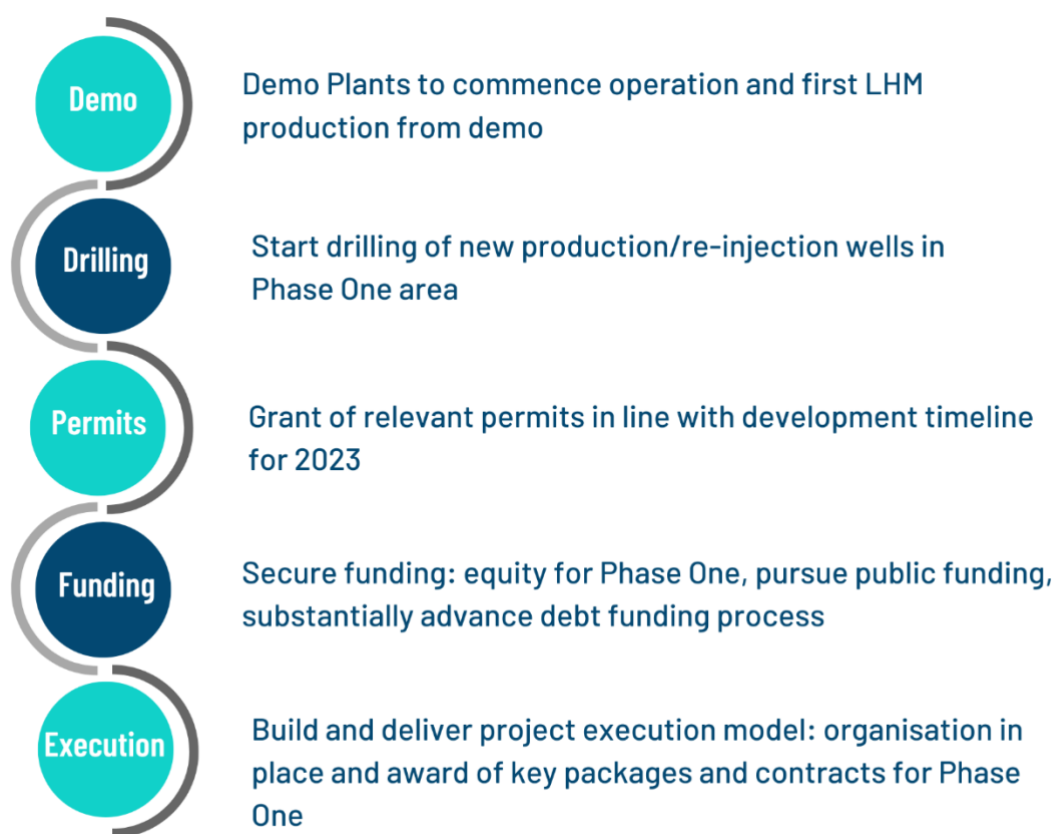 Demo
Demo Plants to commence operation and first LHM
production from demo
Drilling
Start drilling of new production/re-injection wells in
Phase One area
Permits
Grant of relevant permits in line with development timeline
for 2023
Funding
Secure funding: equity for Phase One, pursue public funding,
substantially advance debt funding process
Execution
Build and deliver project execution model: organisation in
place and award of key packages and contracts for Phase
One